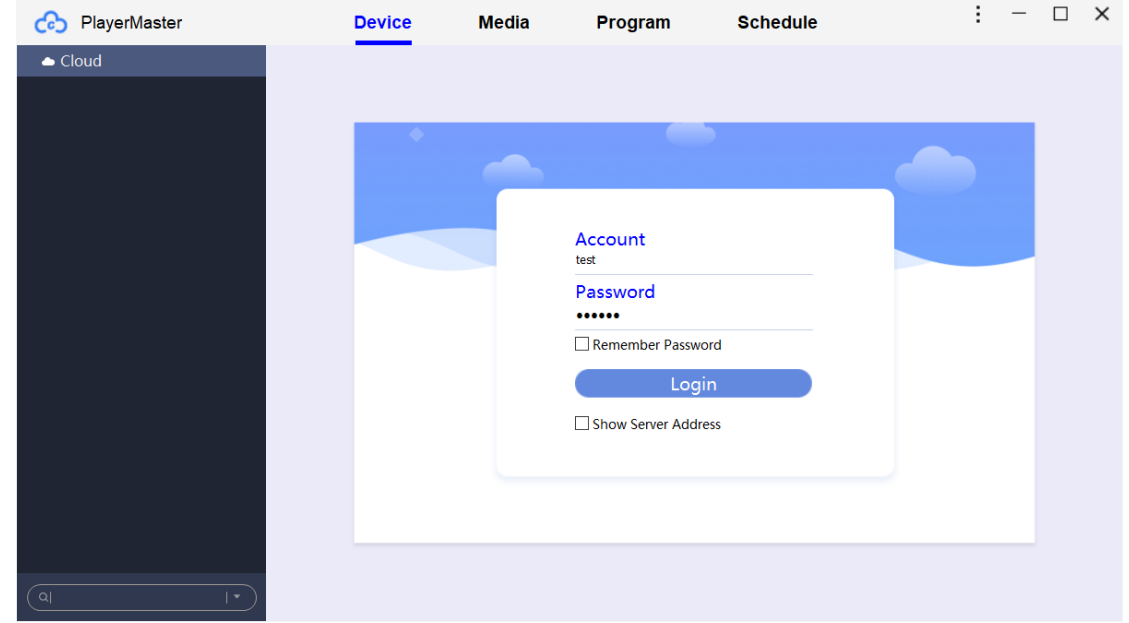 PlayerMaster
Device Media Program Schedule
Cloud
Account
test
Password
••••••
Remember Password
Login
Show Server Address